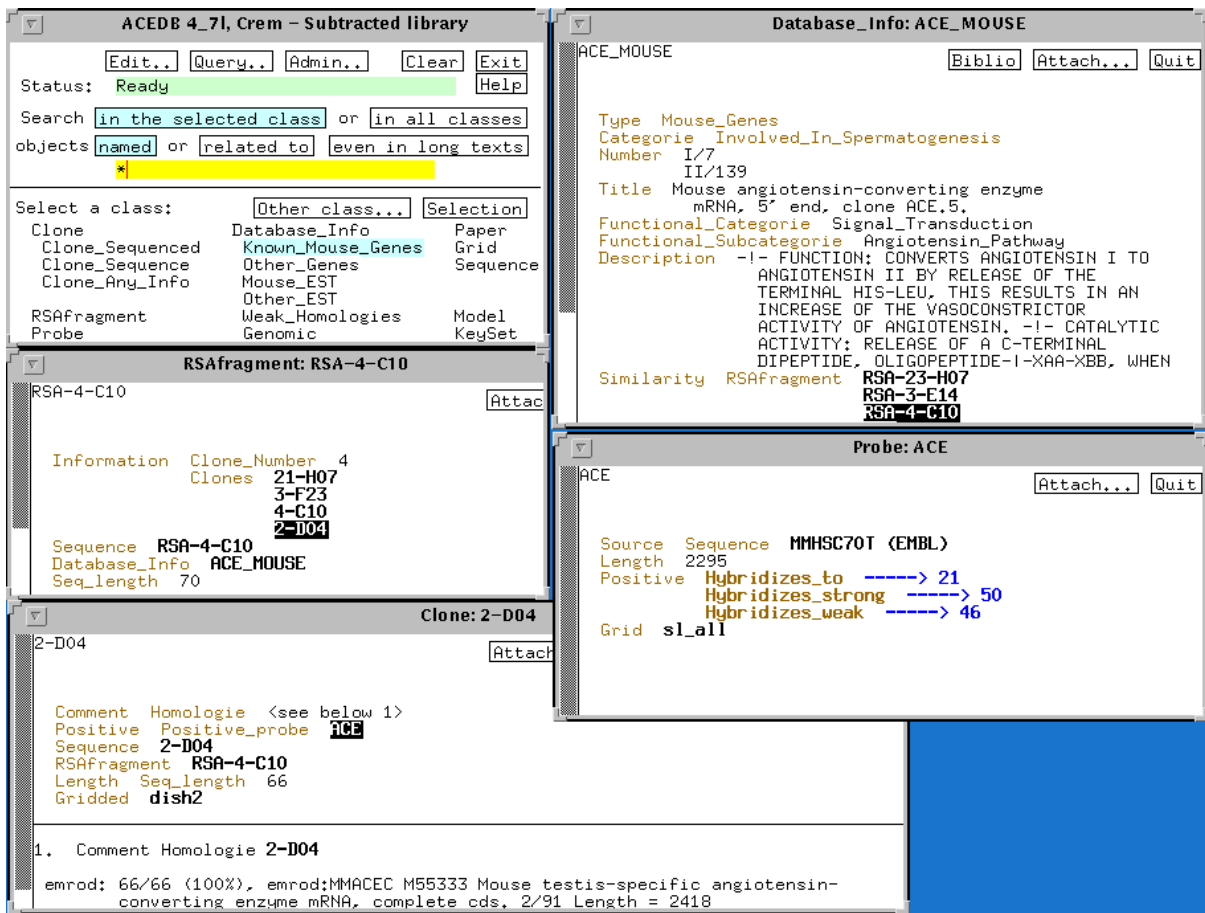 ACEDB 4_7l, Crem – Subtracted library
Edit.. Query.. Admin.. Clear Exit
Status: Ready Help
Search in the selected class or in all classes
objects named or related to even in long texts
*
Select a class: Other class... Selection
Clone Database_Info Paper
Clone_Sequenced Known_Mouse_Genes Grid
Clone_Sequence Other_Genes Sequence
Clone_Any_Info Mouse_EST
Other_EST
RSAfragment Weak_Homologies Model
Probe Genomic KeySet
Database_Info: ACE_MOUSE
ACE_MOUSE Biblio Attach... Quit
Type Mouse_Genes
Categorie Involved_In_Spermatogenesis
Number I/7
II/139
Title Mouse angiotensin-converting enzyme
mRNA, 5' end, clone ACE.5.
Functional_Categorie Signal_Transduction
Functional_Subcategorie Angiotensin_Pathway
Description -!- FUNCTION: CONVERTS ANGIOTENSIN I TO
ANGIOTENSIN II BY RELEASE OF THE
TERMINAL HIS-LEU, THIS RESULTS IN AN
INCREASE OF THE VASOCONSTRICTOR
ACTIVITY OF ANGIOTENSIN. -!- CATALYTIC
ACTIVITY: RELEASE OF A C-TERMINAL
DIPEPTIDE, OLIGOPEPTIDE-|-XAA-XBB, WHEN
Similarity RSAfragment RSA-23-H07
RSA-3-E14
RSA-4-C10
RSAfragment: RSA-4-C10
RSA-4-C10 Attac
Information Clone_Number 4
Clones 21-H07
3-F23
4-C10
2-D04
Sequence RSA-4-C10
Database_Info ACE_MOUSE
Seq_length 70
Probe: ACE
ACE Attach... Quit
Source Sequence MMHSC70T (EMBL)
Length 2295
Positive Hybridizes_to -----> 21
Hybridizes_strong -----> 50
Hybridizes_weak -----> 46
Grid sl_all
Clone: 2-D04
2-D04 Attach
Comment Homologie <see below 1>
Positive Positive_probe ACE
Sequence 2-D04
RSAfragment RSA-4-C10
Length Seq_length 66
Gridded dish2
1. Comment Homologie 2-D04
emrod: 66/66 (100%), emrod:MMACEC M55333 Mouse testis-specific angiotensin-
converting enzyme mRNA, complete cds. 2/91 Length = 2418